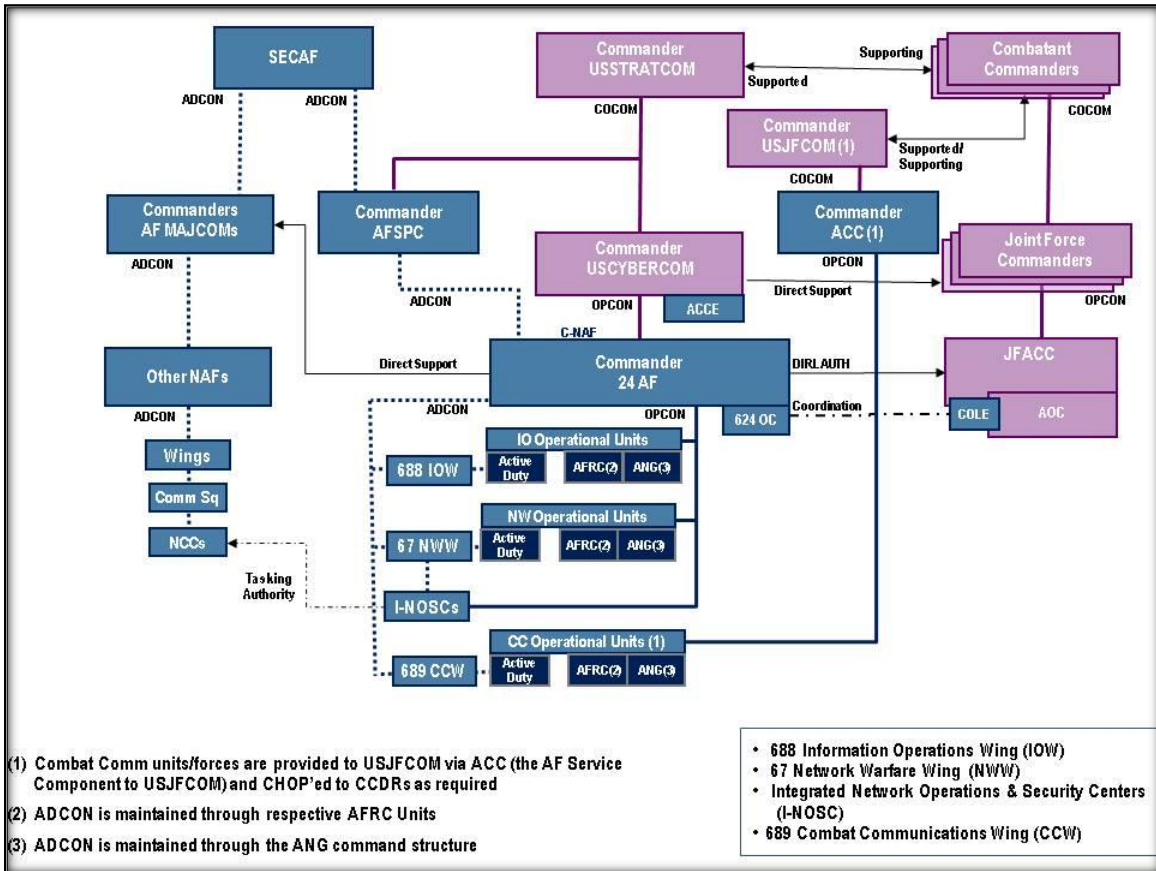 SECAF
Commander
USSTRATCOM
Supporting
Combatant
Commanders
ADCON
ADCON
Supported
COCOM
COCOM
Commander
USJFCOM (1)
Supported/
Supporting
COCOM
Commanders
AF MAJCOMs
Commander
AFSPC
Commander
ACC (1)
Commander
USCYBERCOM
Joint Force
Commanders
ADCON
OPCON
ADCON
Direct Support
OPCON
ACCE
OPCON
C-NAF
Other NAFs
Direct Support
Commander
24 AF
DIRLAUTH
JFACC
ADCON
ADCON
OPCON
624 OC
Coordination
COLE
AOC
Wings
IO Operational Units
688 IOW
Active
Duty
AFRC(2)
ANG(3)
Comm Sq
NW Operational Units
NCCs
67 NWW
Active
Duty
AFRC(2)
ANG(3)
Tasking
Authority
I-NOSCs
CC Operational Units (1)
689 CCW
Active
Duty
AFRC(2)
ANG(3)
(1) Combat Comm units/forces are provided to USJFCOM via ACC (the AF Service
Component to USJFCOM) and CHOP'ed to CCDRs as required
(2) ADCON is maintained through respective AFRC Units
(3) ADCON is maintained through the ANG command structure
• 688 Information Operations Wing (IOW)
• 67 Network Warfare Wing (NWW)
• Integrated Network Operations & Security Centers
(I-NOSC)
• 689 Combat Communications Wing (CCW)